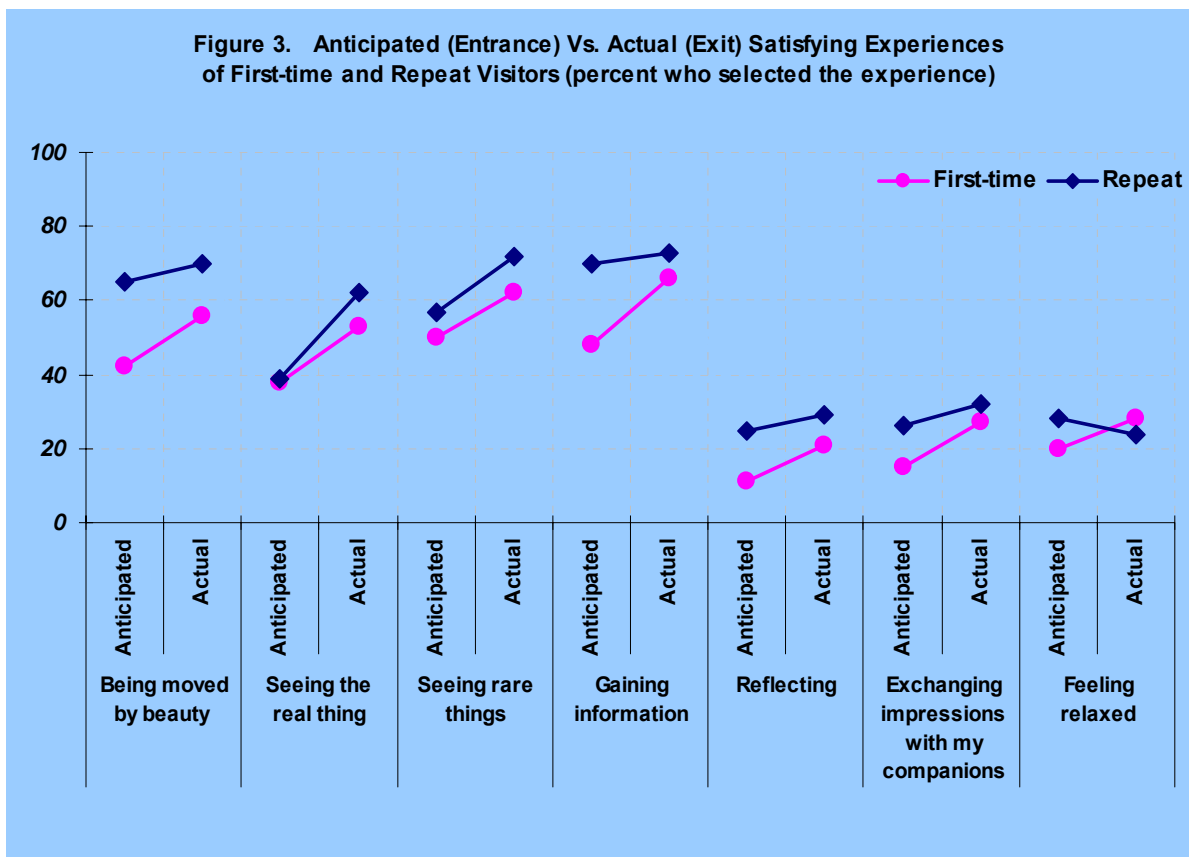 Figure 3. Anticipated (Entrance) Vs. Actual (Exit) Satisfying Experiences
of First-time and Repeat Visitors (percent who selected the experience)
100
80
60
40
20
0
First-time
Repeat
Anticipated
Actual
Anticipated
Actual
Anticipated
Actual
Anticipated
Actual
Anticipated
Actual
Anticipated
Actual
Anticipated
Actual
Being moved
by beauty
Seeing the
real thing
Seeing rare
things
Gaining
information
Reflecting
Exchanging
impressions
with my
companions
Feeling
relaxed